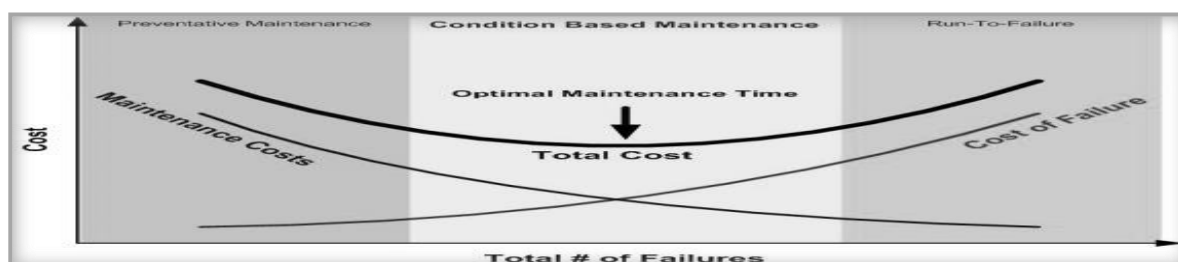 Preventative Maintenance
Condition Based Maintenance
Run-To-Failure
Optimal Maintenance Time
Maintenance Costs
Cost of Failure
Cost
Total Cost
Total # of Failures